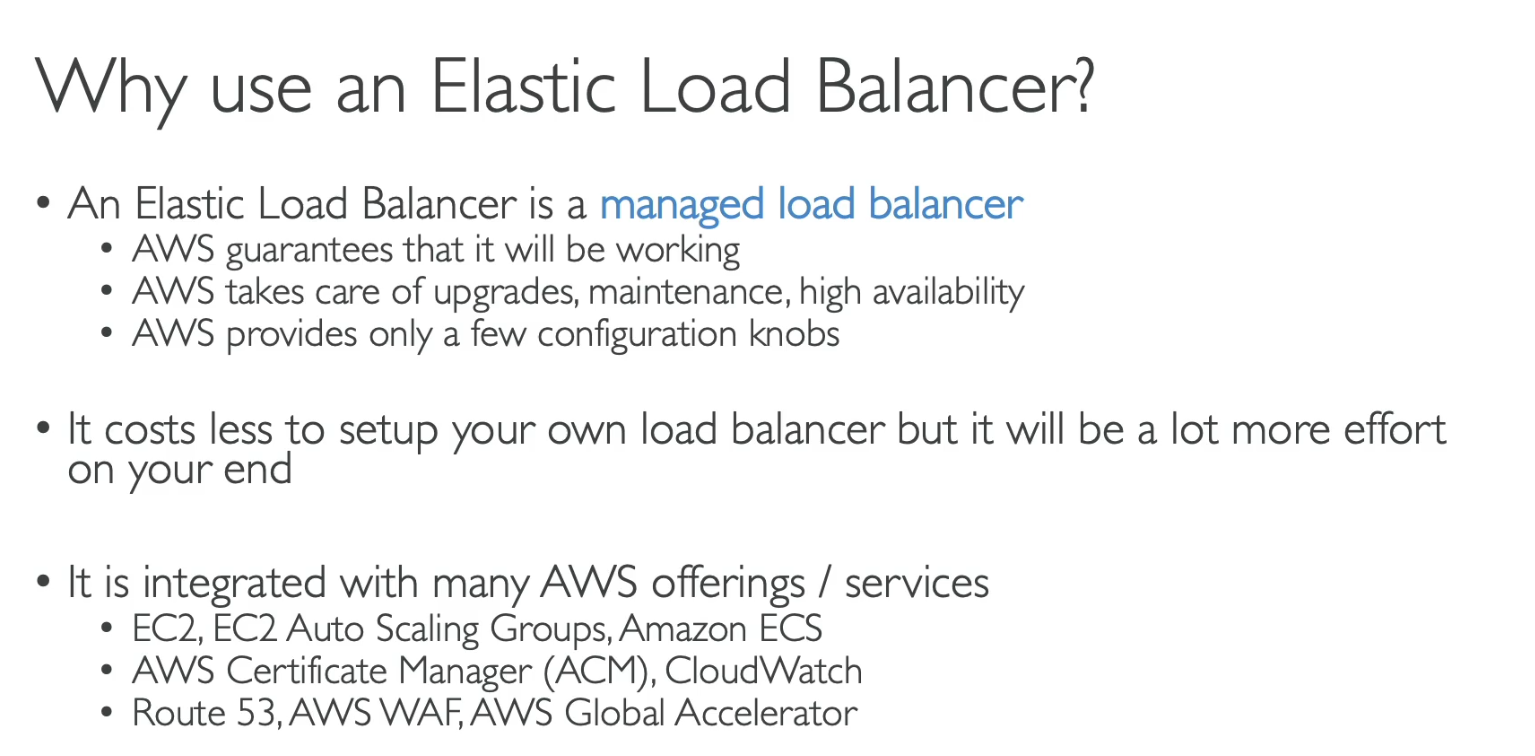 Why use an Elastic Load Balancer?
• An Elastic Load Balancer is a managed load balancer
• AWS guarantees that it will be working
• AWS takes care of upgrades, maintenance, high availability
• AWS provides only a few configuration knobs
• It costs less to setup your own load balancer but it will be a lot more effort
on your end
• It is integrated with many AWS offerings / services
• EC2, EC2 Auto Scaling Groups, Amazon ECS
• AWS Certificate Manager (ACM), CloudWatch
• Route 53, AWS WAF, AWS Global Accelerator